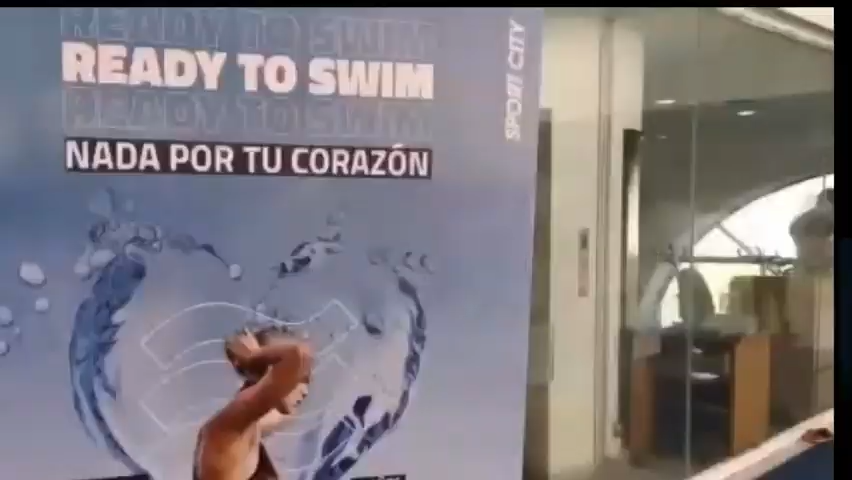 READY TO SWIM
READY TO SWIM
READY TO SWIM
NADA POR TU CORAZÓN
SPORT CITY